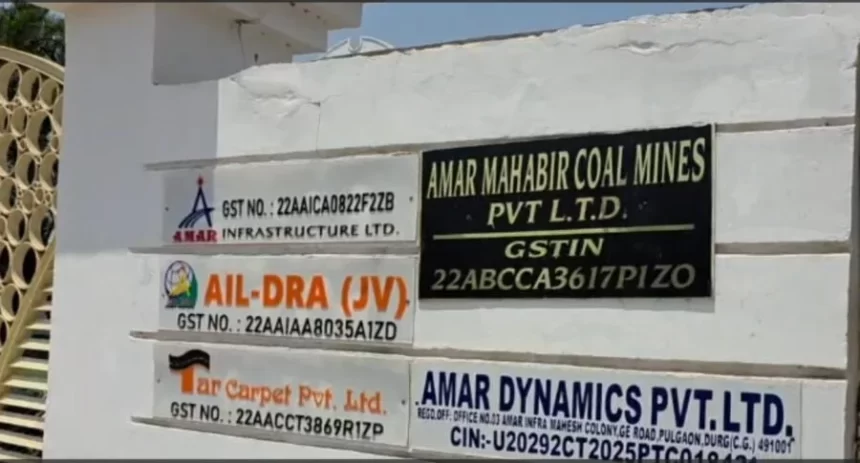 GST NO. : 22AAICA0822F2ZB
AMAR INFRASTRUCTURE LTD.
AIL-DRA (JV)
GST NO. : 22AAIAA8035A1ZD
Tar Carpet Pvt. Ltd.
GST NO. : 22AACCT3869R1ZP
AMAR MAHABIR COAL MINES
PVT L.T.D.
GSTIN
22ABCCA3617P1ZO
AMAR DYNAMICS PVT.LTD.
REGD.OFF: OFFICE NO.03 AMAR INFRA MAHESH COLONY,GE ROAD,PULGAON,DURG(C.G.) 491001
CIN:-U20292CT2025PTC018431